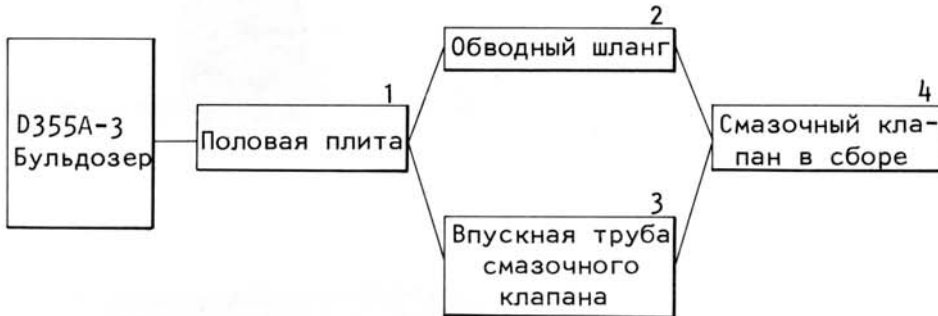 D355A-3
Бульдозер
1
Половая плита
2
Обводный шланг
3
Впускная труба
смазочного
клапана
4
Смазочный кла-
пан в сборе